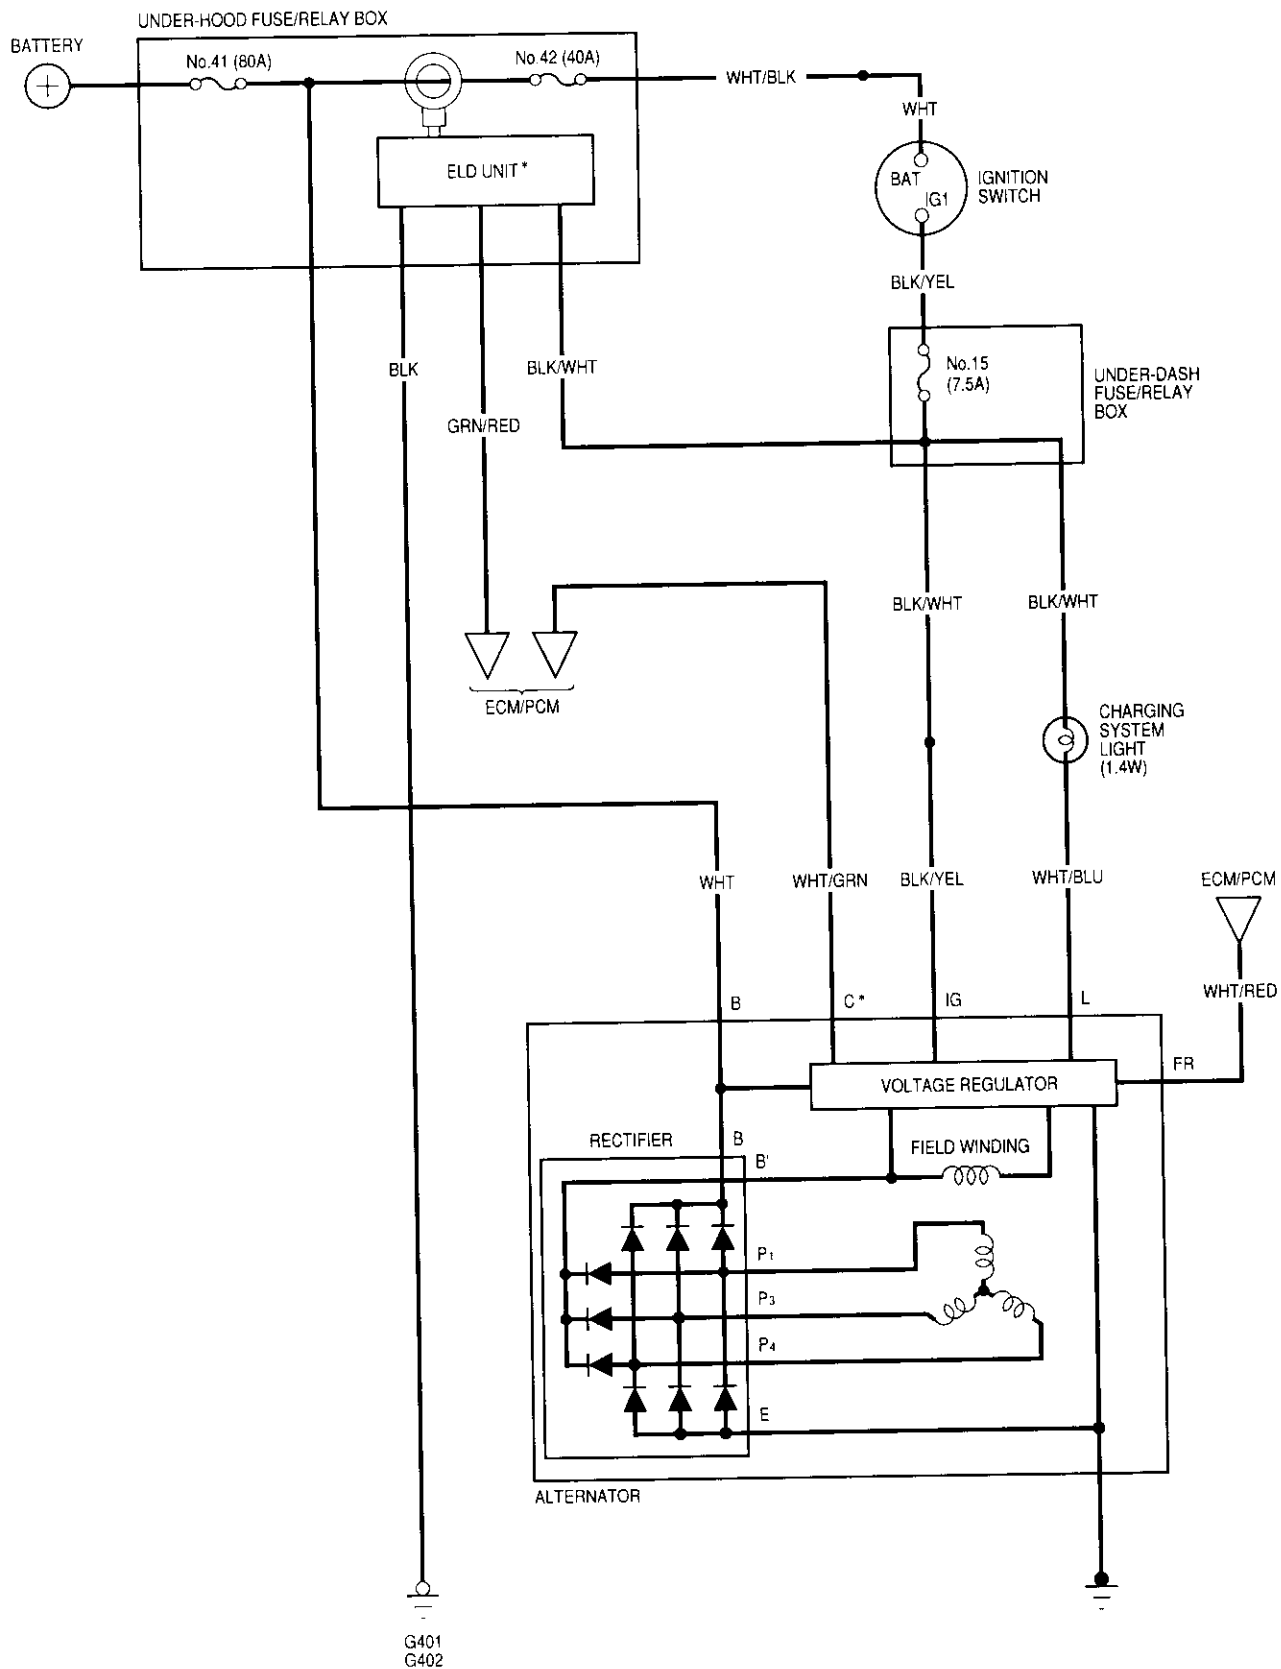 UNDER-HOOD FUSE/RELAY BOX
BATTERY
No.41 (80A)
No.42 (40A)
WHT/BLK
WHT
ELD UNIT *
BAT
IG1
IGNITION
SWITCH
BLK/YEL
BLK
BLK/WHT
GRN/RED
No.15
(7.5A)
UNDER-DASH
FUSE/RELAY
BOX
BLK/WHT
BLK/WHT
ECM/PCM
CHARGING
SYSTEM
LIGHT
(1.4W)
WHT
WHT/GRN
BLK/YEL
WHT/BLU
ECM/PCM
WHT/RED
B
C *
IG
L
FR
VOLTAGE REGULATOR
RECTIFIER
B
FIELD WINDING
B'
P1
P3
P4
E
ALTERNATOR
G401
G402